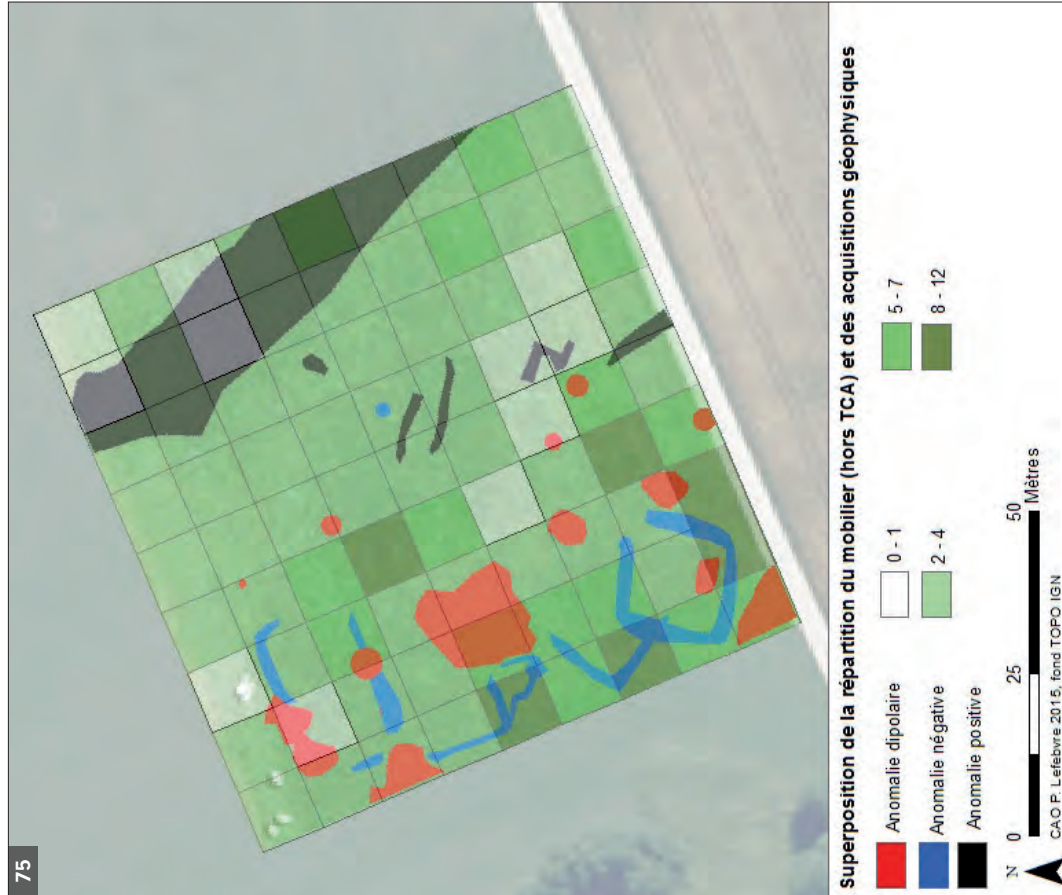 75
Superposition de la répartition du mobilier (hors TCA) et des acquisitions géophysiques
Anomalie dipolaire
Anomalie négative
Anomalie positive
0 - 1
2 - 4
5 - 7
8 - 12
N
0 25 50
Mètres
CAO P. Lefebvre 2015, fond TOPO IGN